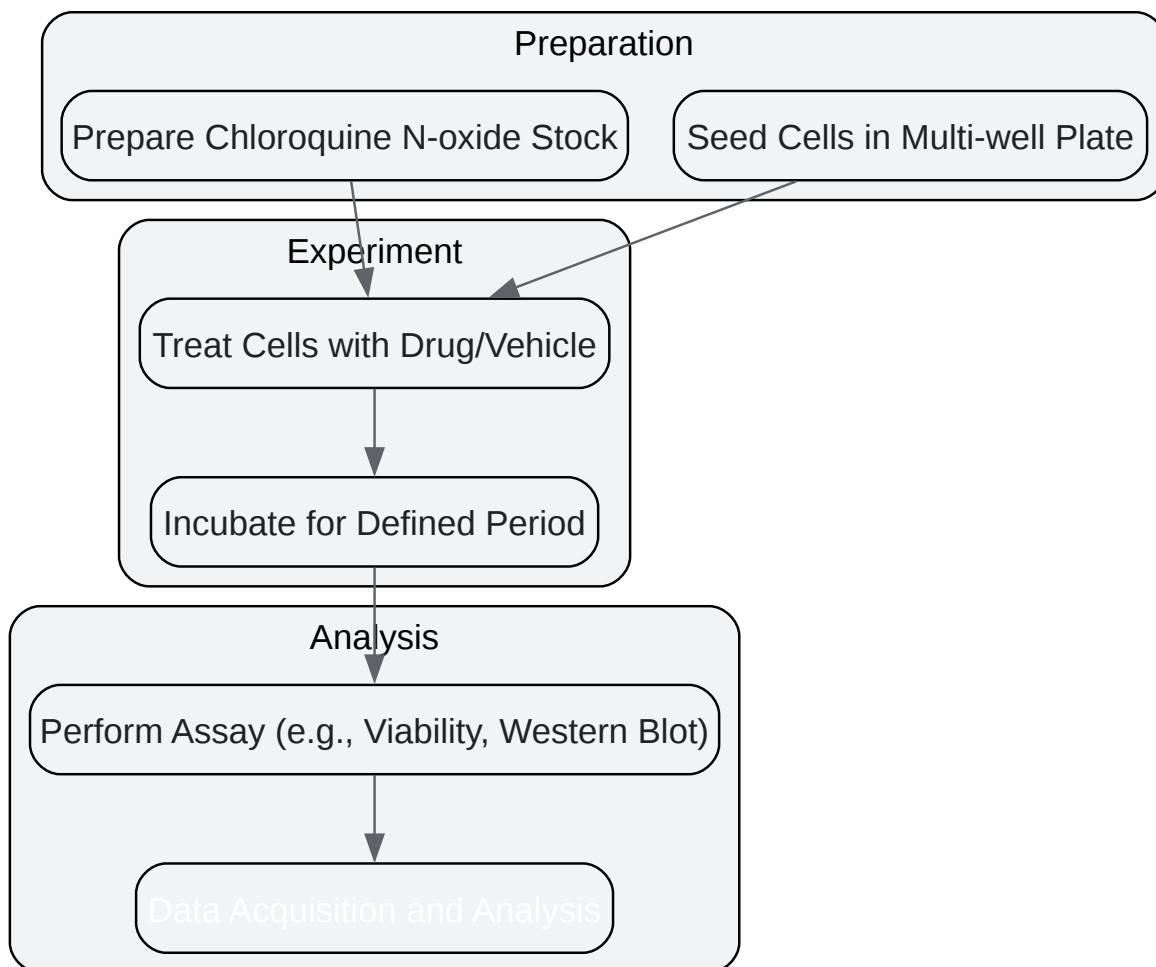 Preparation
Prepare Chloroquine N-oxide Stock
Seed Cells in Multi-well Plate
Experiment
Treat Cells with Drug/Vehicle
Incubate for Defined Period
Analysis
Perform Assay (e.g., Viability, Western Blot)
Data Acquisition and Analysis